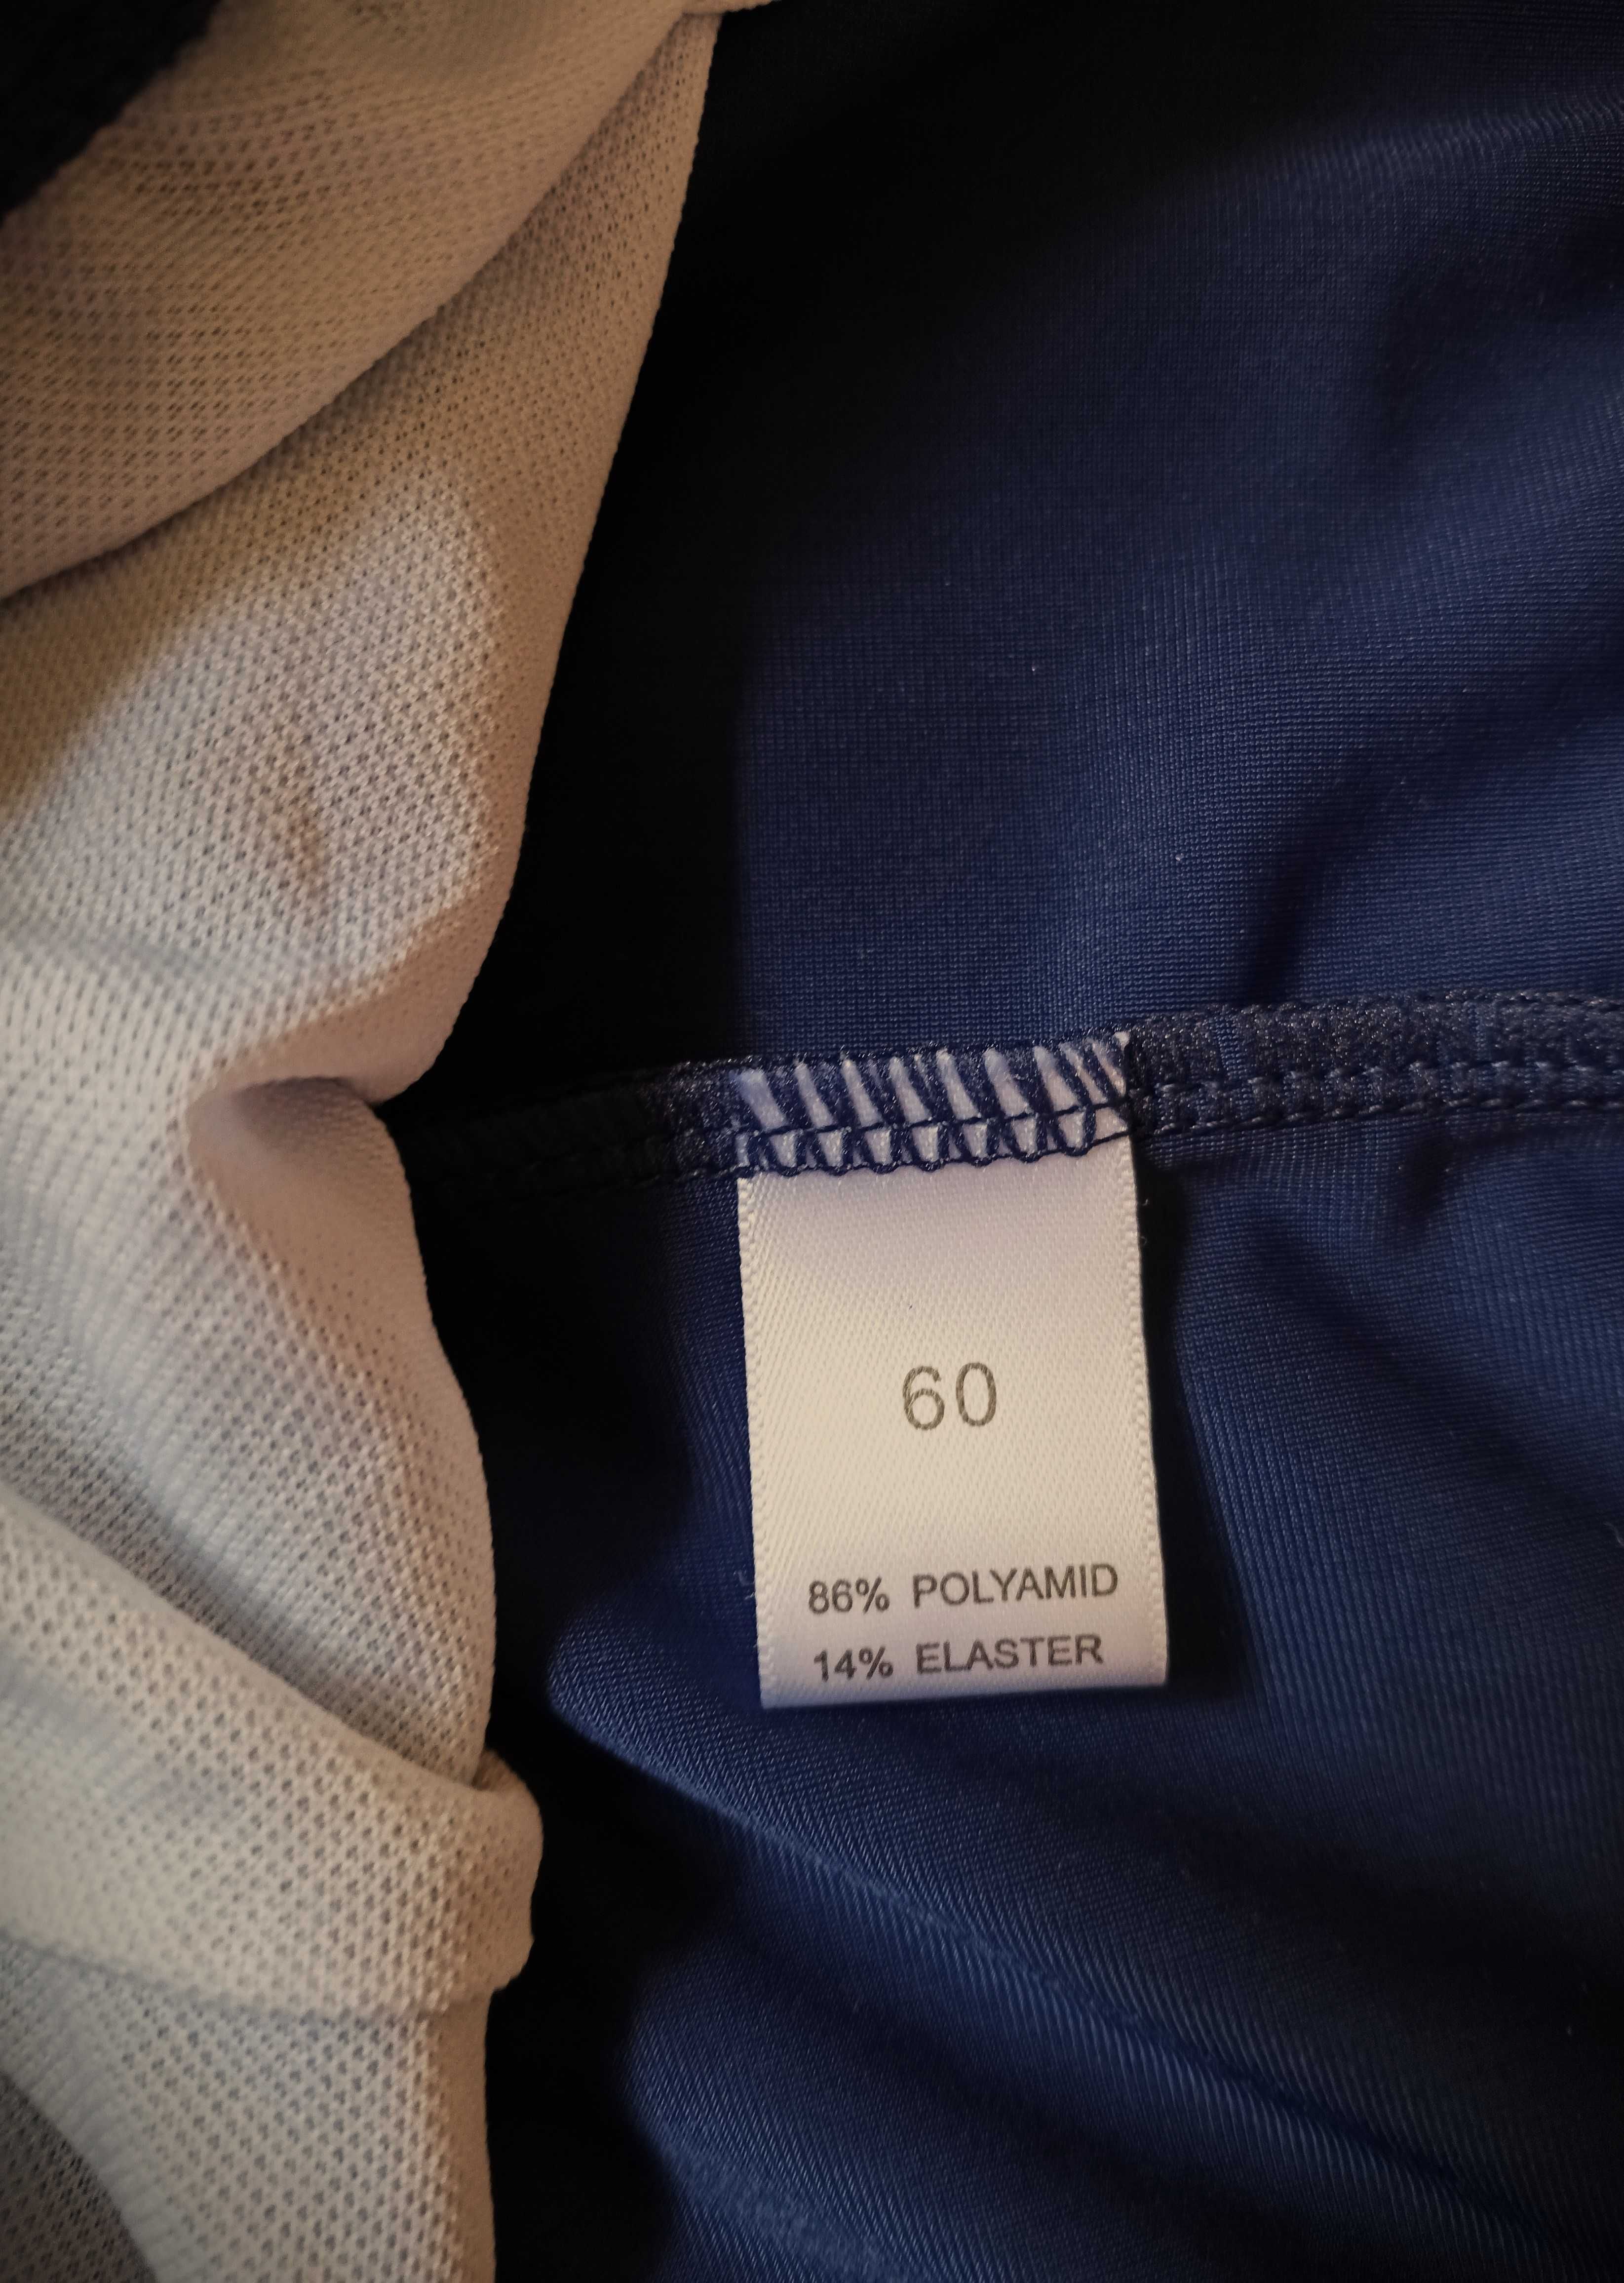 60
86% POLYAMID
14% ELASTER